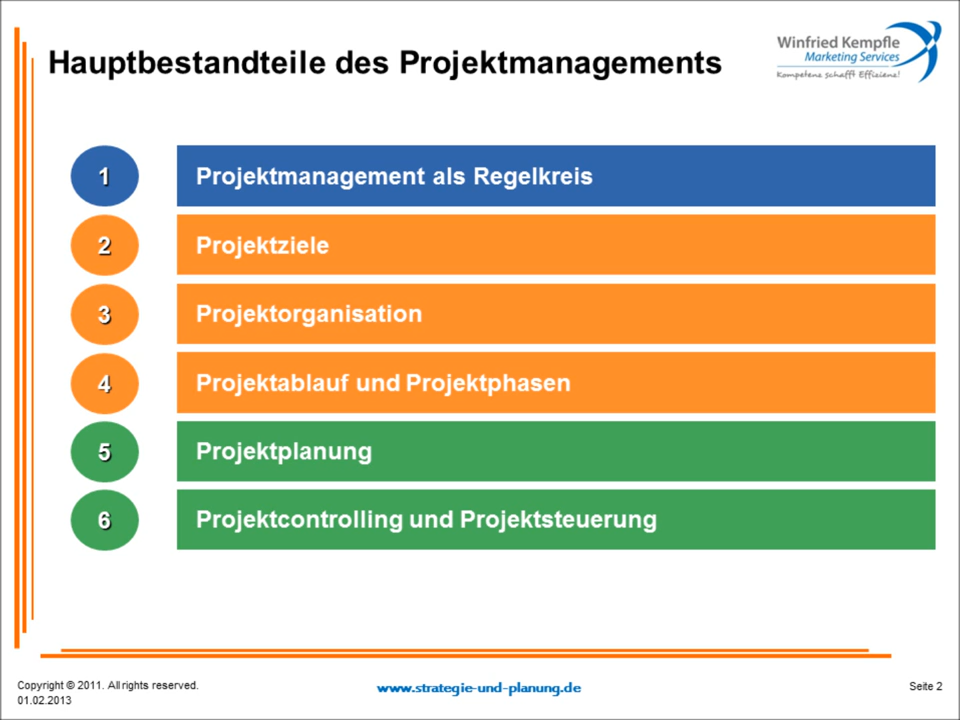 Hauptbestandteile des Projektmanagements
Winfried Kempfle
Marketing Services
Kompetenz schafft Effizienz!
1 Projektmanagement als Regelkreis
2 Projektziele
3 Projektorganisation
4 Projektablauf und Projektphasen
5 Projektplanung
6 Projektcontrolling und Projektsteuerung
Copyright © 2011. All rights reserved.
01.02.2013
www.strategie-und-planung.de
Seite 2